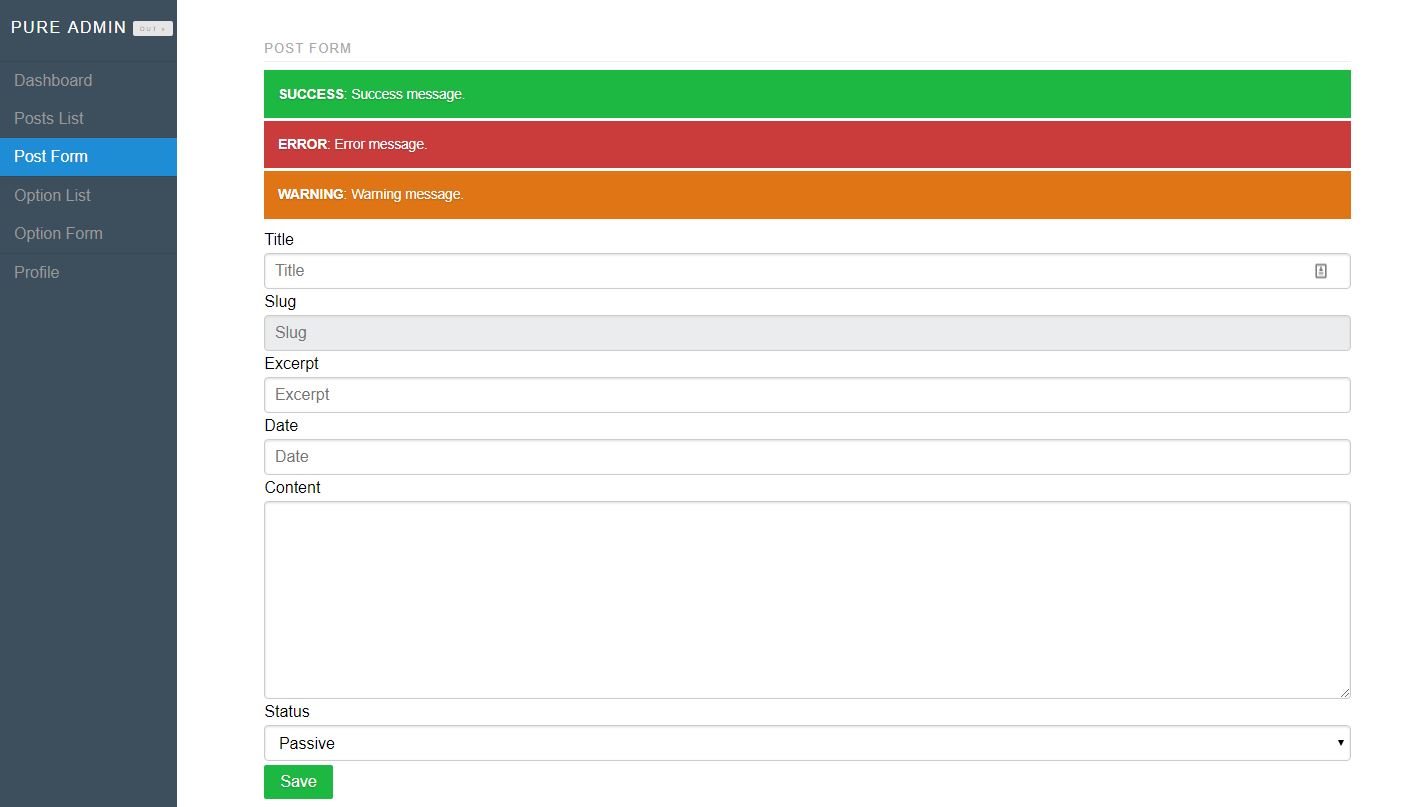 PURE ADMIN OUT ×
Dashboard
Posts List
Post Form
Option List
Option Form
Profile
POST FORM
SUCCESS: Success message.
ERROR: Error message.
WARNING: Warning message.
Title
Title
Slug
Slug
Excerpt
Excerpt
Date
Date
Content
Status
Passive
Save